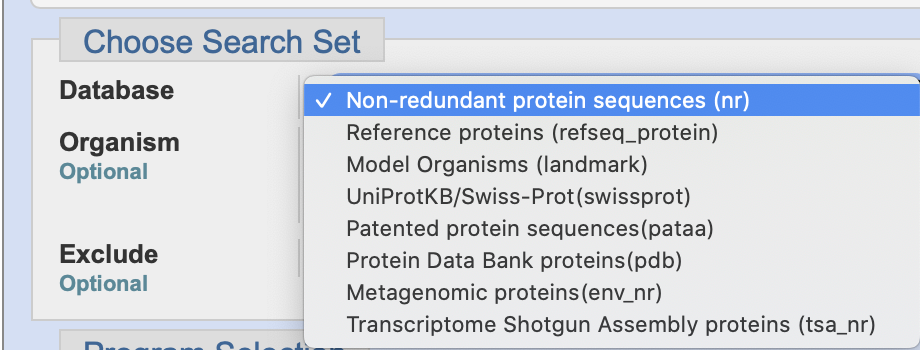 Choose Search Set
Database
✓ Non-redundant protein sequences (nr)
Reference proteins (refseq_protein)
Organism
Optional
Model Organisms (landmark)
UniProtKB/Swiss-Prot(swissprot)
Patented protein sequences(pataa)
Exclude
Optional
Protein Data Bank proteins(pdb)
Metagenomic proteins(env_nr)
Transcriptome Shotgun Assembly proteins (tsa_nr)
Program Selection